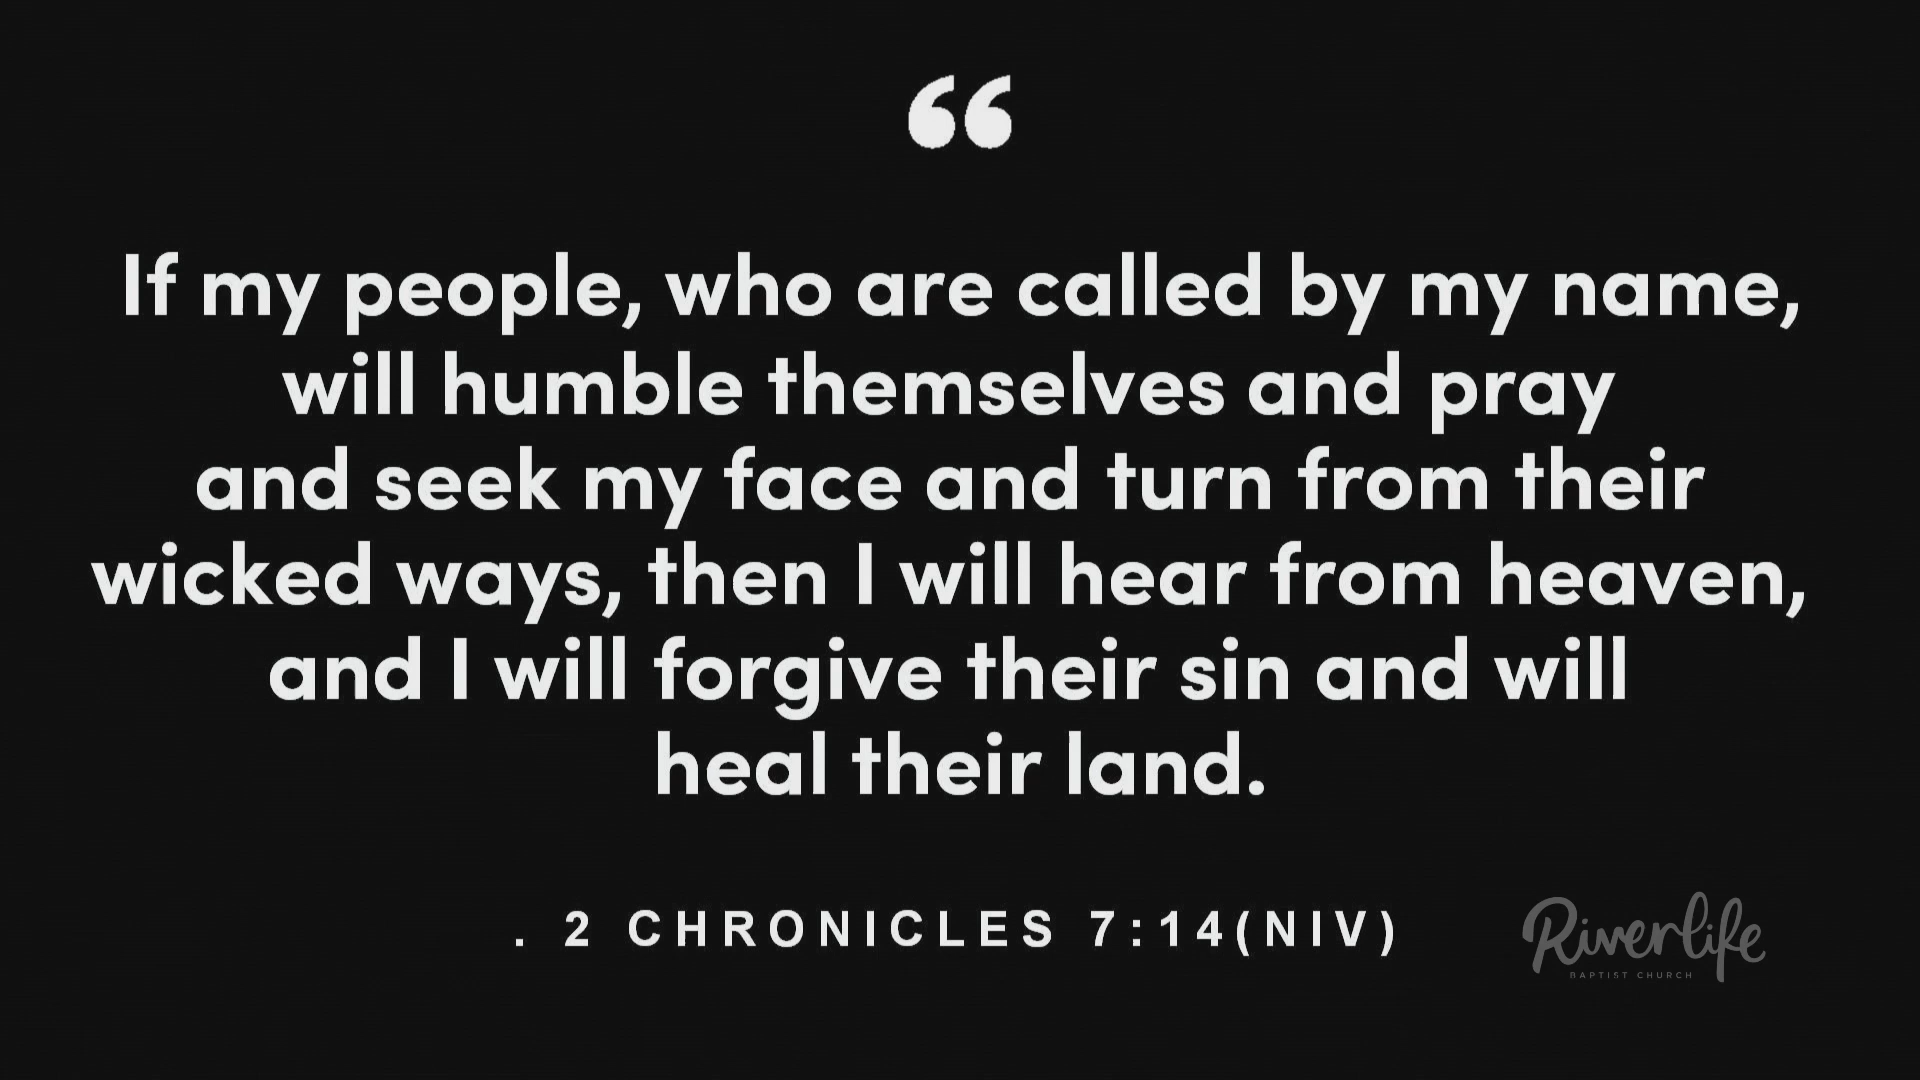 “
If my people, who are called by my name,
will humble themselves and pray
and seek my face and turn from their
wicked ways, then I will hear from heaven,
and I will forgive their sin and will
heal their land.
. 2 CHRONICLES 7:14(NIV)
Riverlife
BAPTIST CHURCH